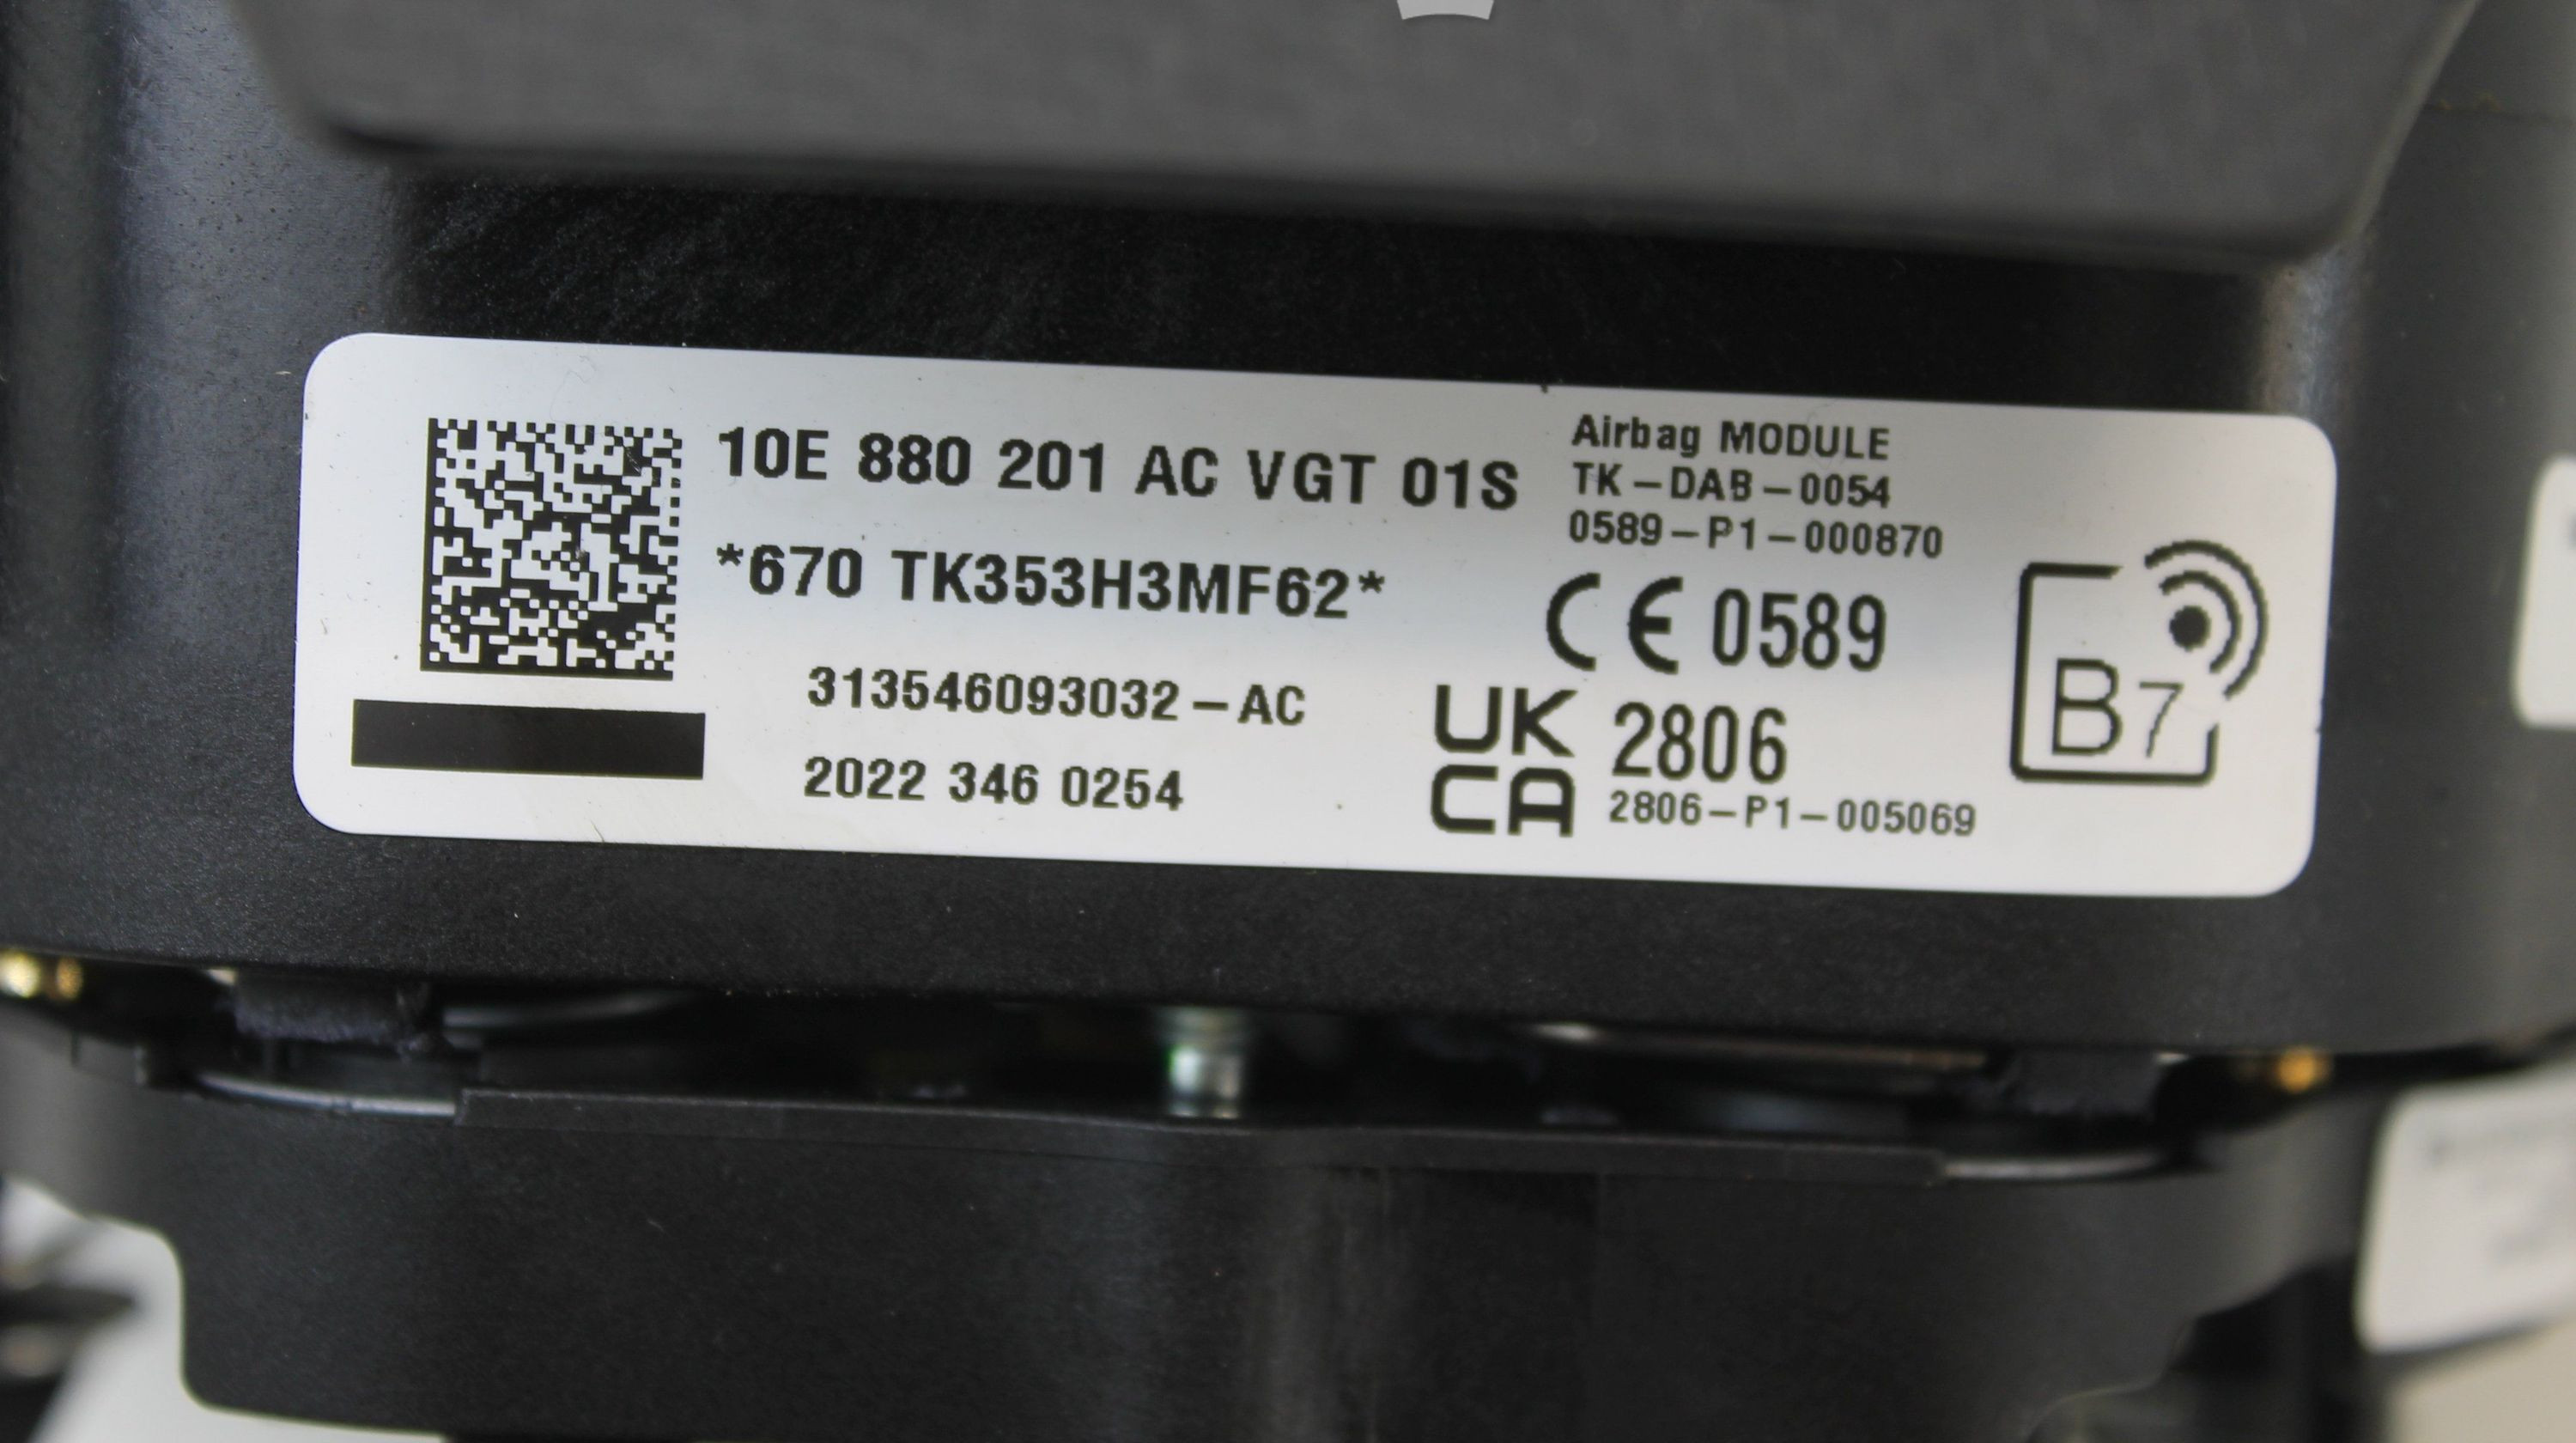 10E 880 201 AC VGT 01S
*670 TK353H3MF62*
313546093032-AC
2022 346 0254
Airbag MODULE
TK-DAB-0054
0589-P1-000870
CE 0589
UK
CA
2806
2806-P1-005069
B7